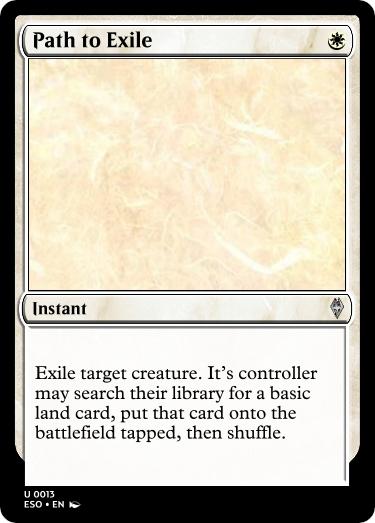 Path to Exile
Instant
Exile target creature. It's controller
may search their library for a basic
land card, put that card onto the
battlefield tapped, then shuffle.
U 0013
ESO • EN